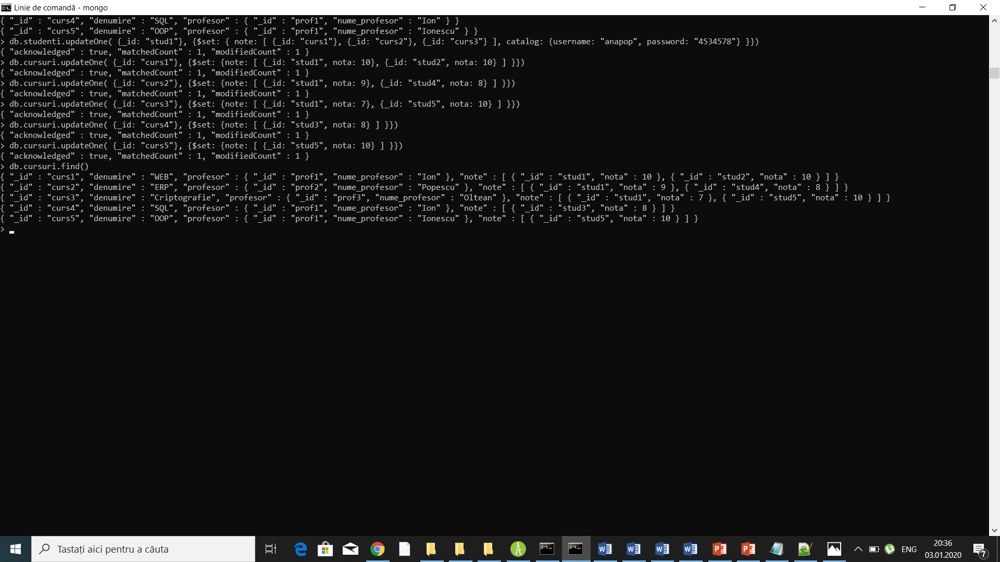 Linie de comandă - mongo
{ "_id" : "curs4", "denumire" : "SQL", "profesor" : { "_id" : "prof1", "nume_profesor" : "Ion" } }
{ "_id" : "curs5", "denumire" : "OOP", "profesor" : { "_id" : "prof1", "nume_profesor" : "Ionescu" } }
> db.studenti.updateOne( {_id: "stud1"}, {$set: { note: [ {_id: "curs1"}, {_id: "curs2"}, {_id: "curs3"} ], catalog: {username: "anapop", password: "4534578"} }})
{ "acknowledged" : true, "matchedCount" : 1, "modifiedCount" : 1 }
> db.cursuri.updateOne( {_id: "curs1"}, {$set: {note: [ {_id: "stud1", nota: 10}, {_id: "stud2", nota: 10} ] }})
{ "acknowledged" : true, "matchedCount" : 1, "modifiedCount" : 1 }
> db.cursuri.updateOne( {_id: "curs2"}, {$set: {note: [ {_id: "stud1", nota: 9}, {_id: "stud4", nota: 8} ] }})
{ "acknowledged" : true, "matchedCount" : 1, "modifiedCount" : 1 }
> db.cursuri.updateOne( {_id: "curs3"}, {$set: {note: [ {_id: "stud1", nota: 7}, {_id: "stud5", nota: 10} ] }})
{ "acknowledged" : true, "matchedCount" : 1, "modifiedCount" : 1 }
> db.cursuri.updateOne( {_id: "curs4"}, {$set: {note: [ {_id: "stud3", nota: 8} ] }})
{ "acknowledged" : true, "matchedCount" : 1, "modifiedCount" : 1 }
> db.cursuri.updateOne( {_id: "curs5"}, {$set: {note: [ {_id: "stud5", nota: 10} ] }})
{ "acknowledged" : true, "matchedCount" : 1, "modifiedCount" : 1 }
> db.cursuri.find()
{ "_id" : "curs1", "denumire" : "WEB", "profesor" : { "_id" : "prof1", "nume_profesor" : "Ion" }, "note" : [ { "_id" : "stud1", "nota" : 10 }, { "_id" : "stud2", "nota" : 10 } ] }
{ "_id" : "curs2", "denumire" : "ERP", "profesor" : { "_id" : "prof2", "nume_profesor" : "Popescu" }, "note" : [ { "_id" : "stud1", "nota" : 9 }, { "_id" : "stud4", "nota" : 8 } ] }
{ "_id" : "curs3", "denumire" : "Criptografie", "profesor" : { "_id" : "prof3", "nume_profesor" : "Oltean" }, "note" : [ { "_id" : "stud1", "nota" : 7 }, { "_id" : "stud5", "nota" : 10 } ] }
{ "_id" : "curs4", "denumire" : "SQL", "profesor" : { "_id" : "prof1", "nume_profesor" : "Ion" }, "note" : [ { "_id" : "stud3", "nota" : 8 } ] }
{ "_id" : "curs5", "denumire" : "OOP", "profesor" : { "_id" : "prof1", "nume_profesor" : "Ionescu" }, "note" : [ { "_id" : "stud5", "nota" : 10 } ] }
>
Tastați aici pentru a căuta
ENG
20:36
03.01.2020
7